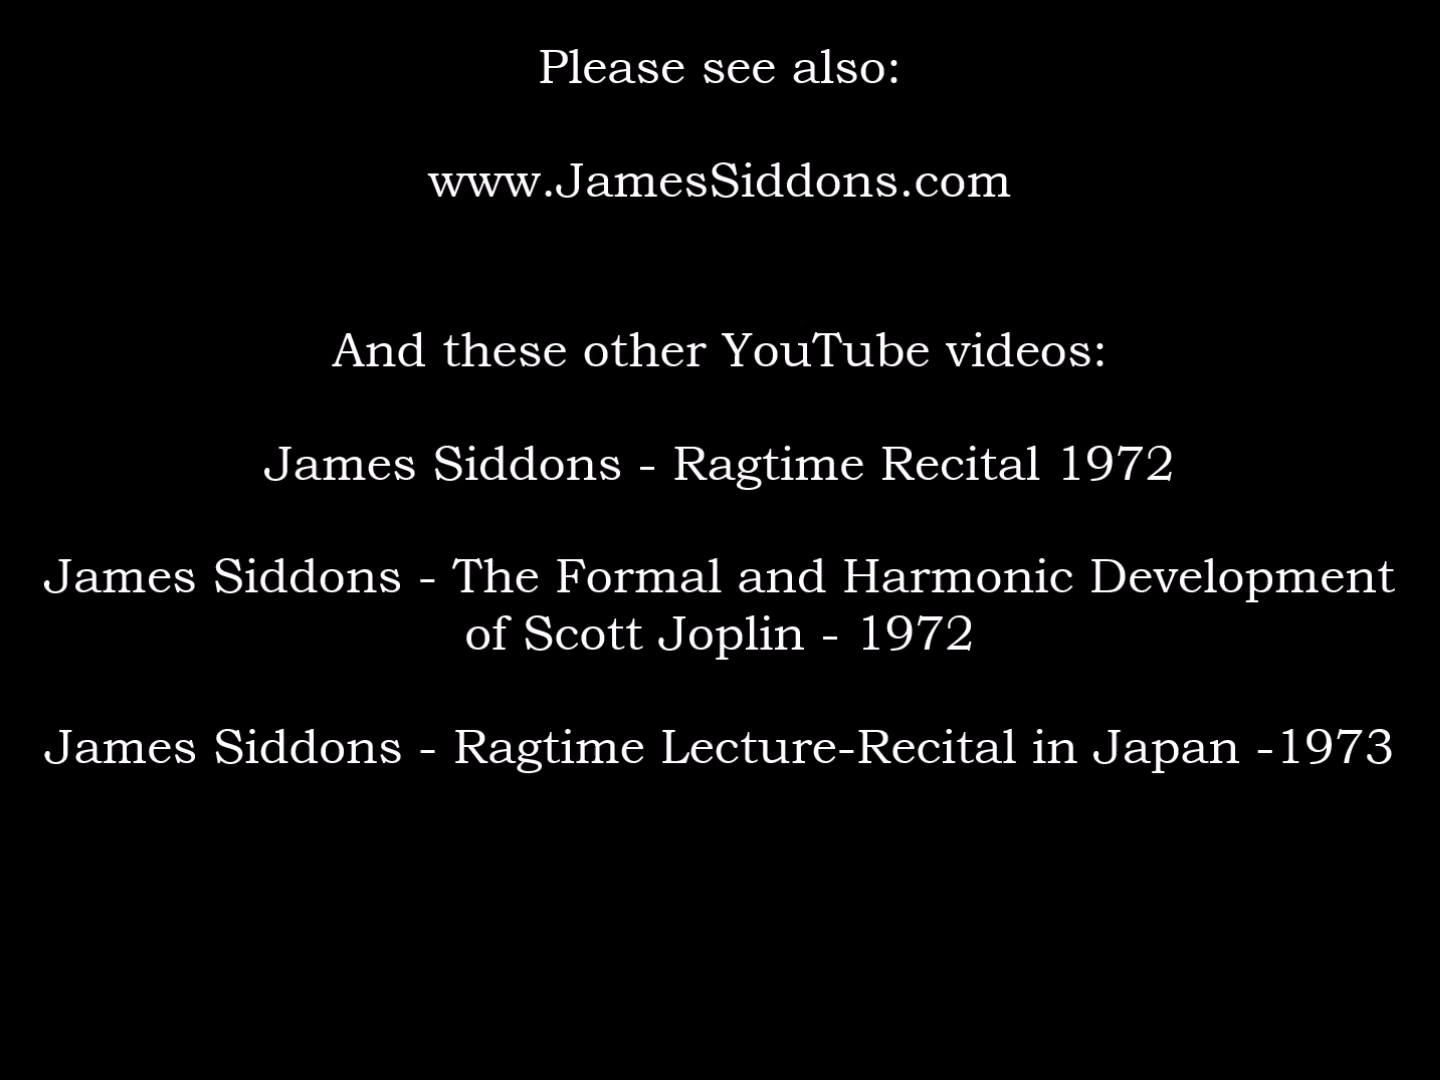 Please see also:
www.JamesSiddons.com
And these other YouTube videos:
James Siddons - Ragtime Recital 1972
James Siddons - The Formal and Harmonic Development
of Scott Joplin - 1972
James Siddons - Ragtime Lecture-Recital in Japan -1973